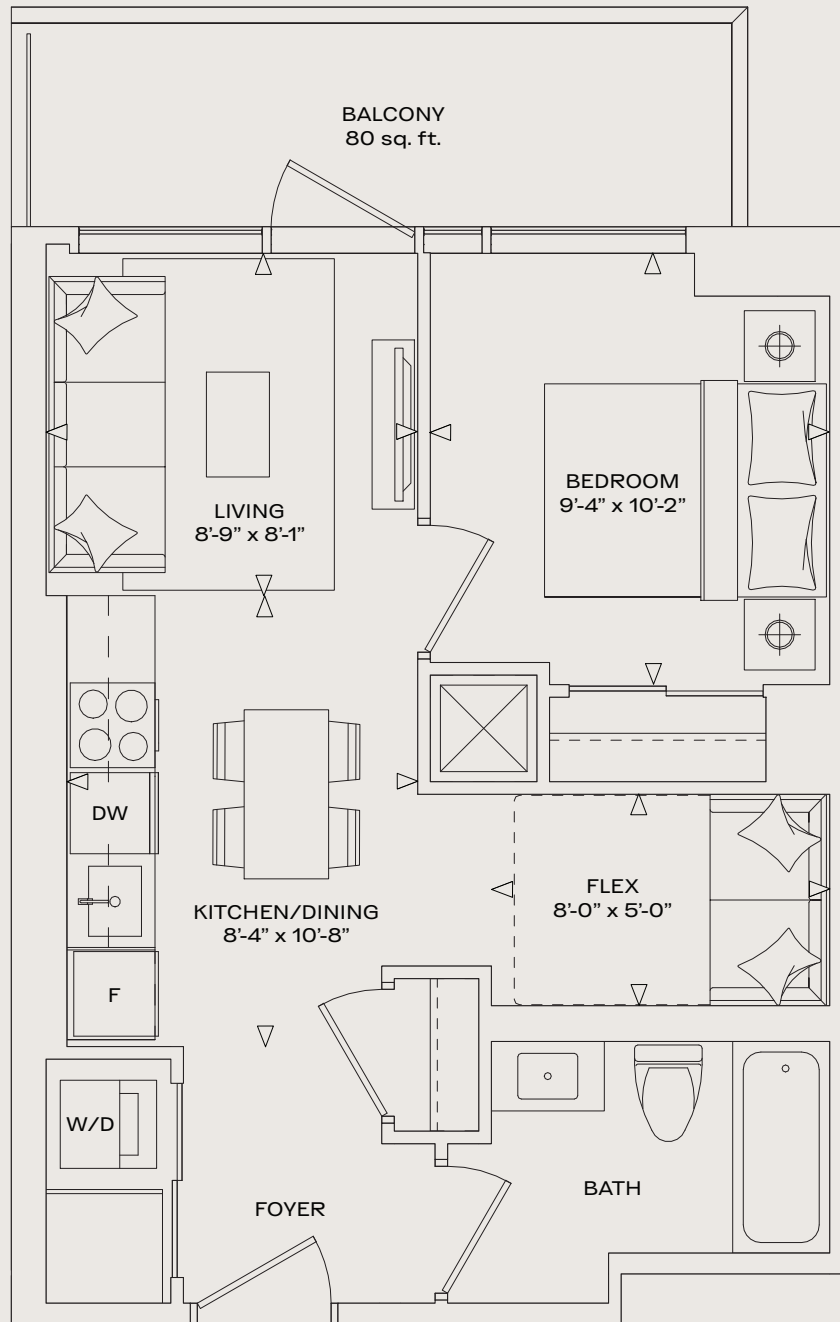 BALCONY
80 sq. ft.
LIVING
8’-9” x 8’-1”
BEDROOM
9’-4” x 10’-2”
DW
FLEX
8’-0” x 5’-0”
KITCHEN/DINING
8’-4” x 10’-8”
F
W/D
BATH
FOYER